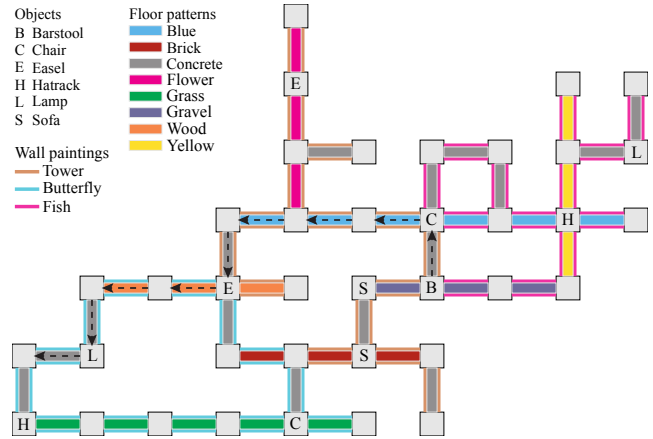 Objects
B Barstool
C Chair
E Easel
H Hatrack
L Lamp
S Sofa
Floor patterns
Blue
Brick
Concrete
Flower
Grass
Gravel
Wood
Yellow
Wall paintings
Tower
Butterfly
Fish
E
L
C H
E S B
L S
H C